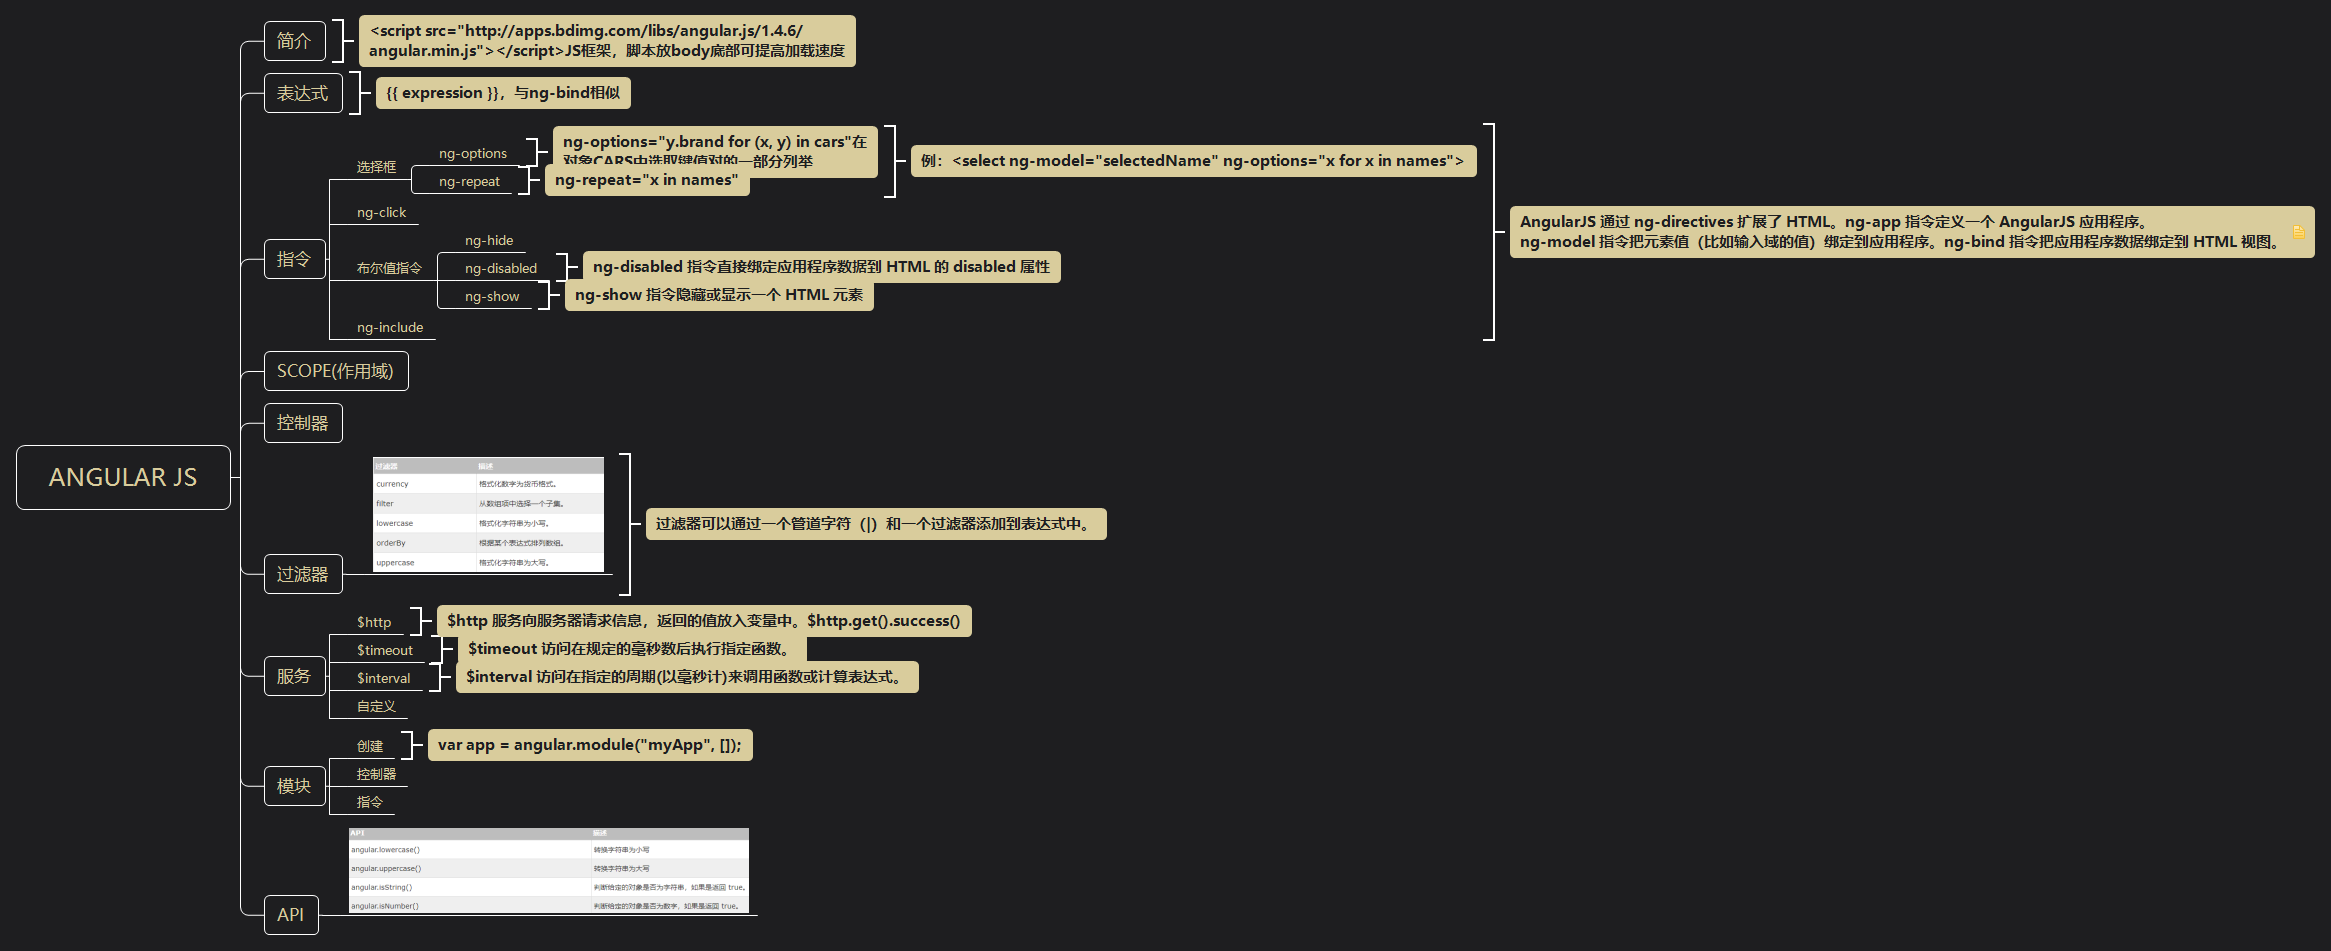 ANGULAR JS
简介
<script src="http://apps.bdimg.com/libs/angular.js/1.4.6/
angular.min.js"></script>JS框架，脚本放body底部可提高加载速度
表达式
{{ expression }}，与ng-bind相似
指令
选择框
ng-options
ng-options="y.brand for (x, y) in cars"在
对象CARS中选取键值对的一部分列举
ng-repeat
ng-repeat="x in names"
例：<select ng-model="selectedName" ng-options="x for x in names">
ng-click
布尔值指令
ng-hide
ng-disabled
ng-disabled 指令直接绑定应用程序数据到 HTML 的 disabled 属性
ng-show
ng-show 指令隐藏或显示一个 HTML 元素
ng-include
AngularJS 通过 ng-directives 扩展了 HTML。ng-app 指令定义一个 AngularJS 应用程序。
ng-model 指令把元素值（比如输入域的值）绑定到应用程序。ng-bind 指令把应用程序数据绑定到 HTML 视图。
SCOPE(作用域)
控制器
过滤器
过滤器 描述
currency 格式化数字为货币格式。
filter 从数组项中选择一个子集。
lowercase 格式化字符串为小写。
orderBy 根据某个表达式排列数组。
uppercase 格式化字符串为大写。
过滤器可以通过一个管道字符（|）和一个过滤器添加到表达式中。
服务
$http
$http 服务向服务器请求信息，返回的值放入变量中。$http.get().success()
$timeout
$timeout 访问在规定的毫秒数后执行指定函数。
$interval
$interval 访问在指定的周期(以毫秒计)来调用函数或计算表达式。
自定义
模块
创建
var app = angular.module("myApp", []);
控制器
指令
API
API 描述
angular.lowercase() 转换字符串为小写
angular.uppercase() 转换字符串为大写
angular.isString() 判断给定的对象是否为字符串，如果是返回 true。
angular.isNumber() 判断给定的对象是否为数字，如果是返回 true。